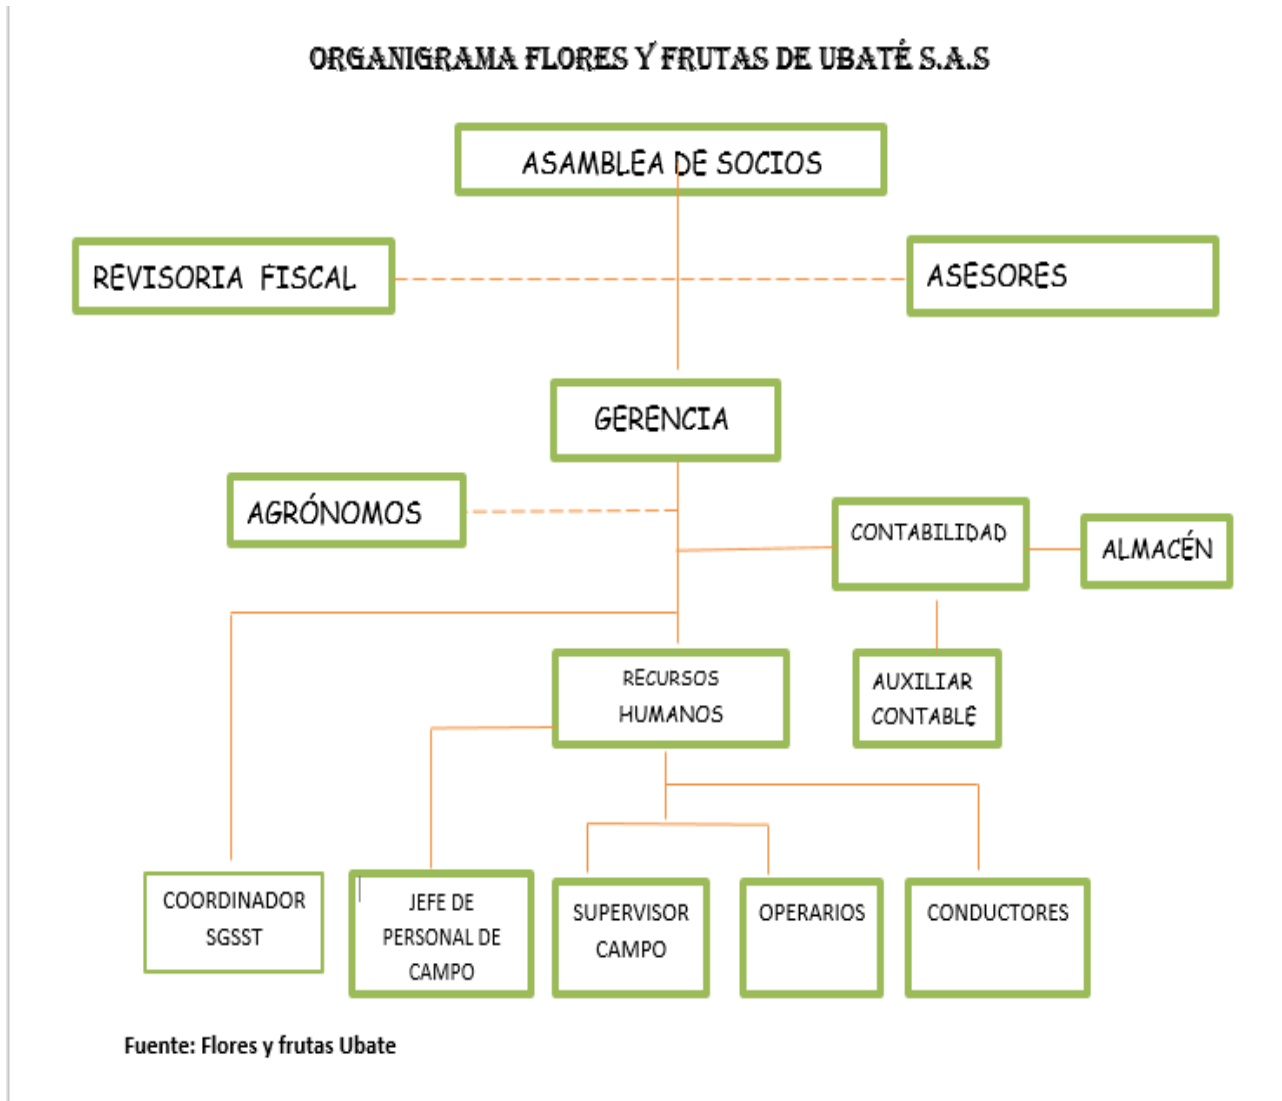 ORGANIGRAMA FLORES Y FRUTAS DE UBATÉ S.A.S
ASAMBLEA DE SOCIOS
REVISORIA FISCAL
ASESORES
GERENCIA
AGRÓNOMOS
CONTABILIDAD
ALMACÉN
RECURSOS
HUMANOS
AUXILIAR
CONTABLE
COORDINADOR
SGSST
JEFE DE
PERSONAL DE
CAMPO
SUPERVISOR
CAMPO
OPERARIOS
CONDUCTORES
Fuente: Flores y frutas Ubate